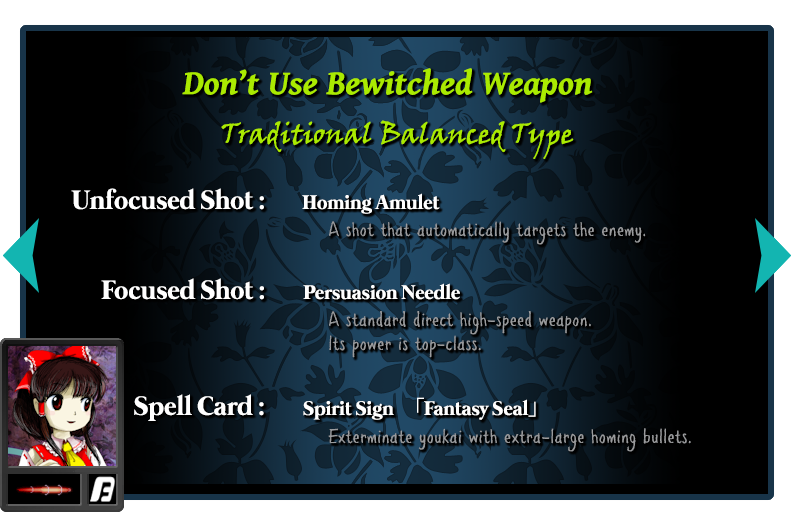 Don't Use Bewitched Weapon
Traditional Balanced Type
Unfocused Shot : Homing Amulet
A shot that automatically targets the enemy.
Focused Shot : Persuasion Needle
A standard direct high-speed weapon.
Its power is top-class.
Spell Card : Spirit Sign 「Fantasy Seal」
Exterminate youkai with extra-large homing bullets.